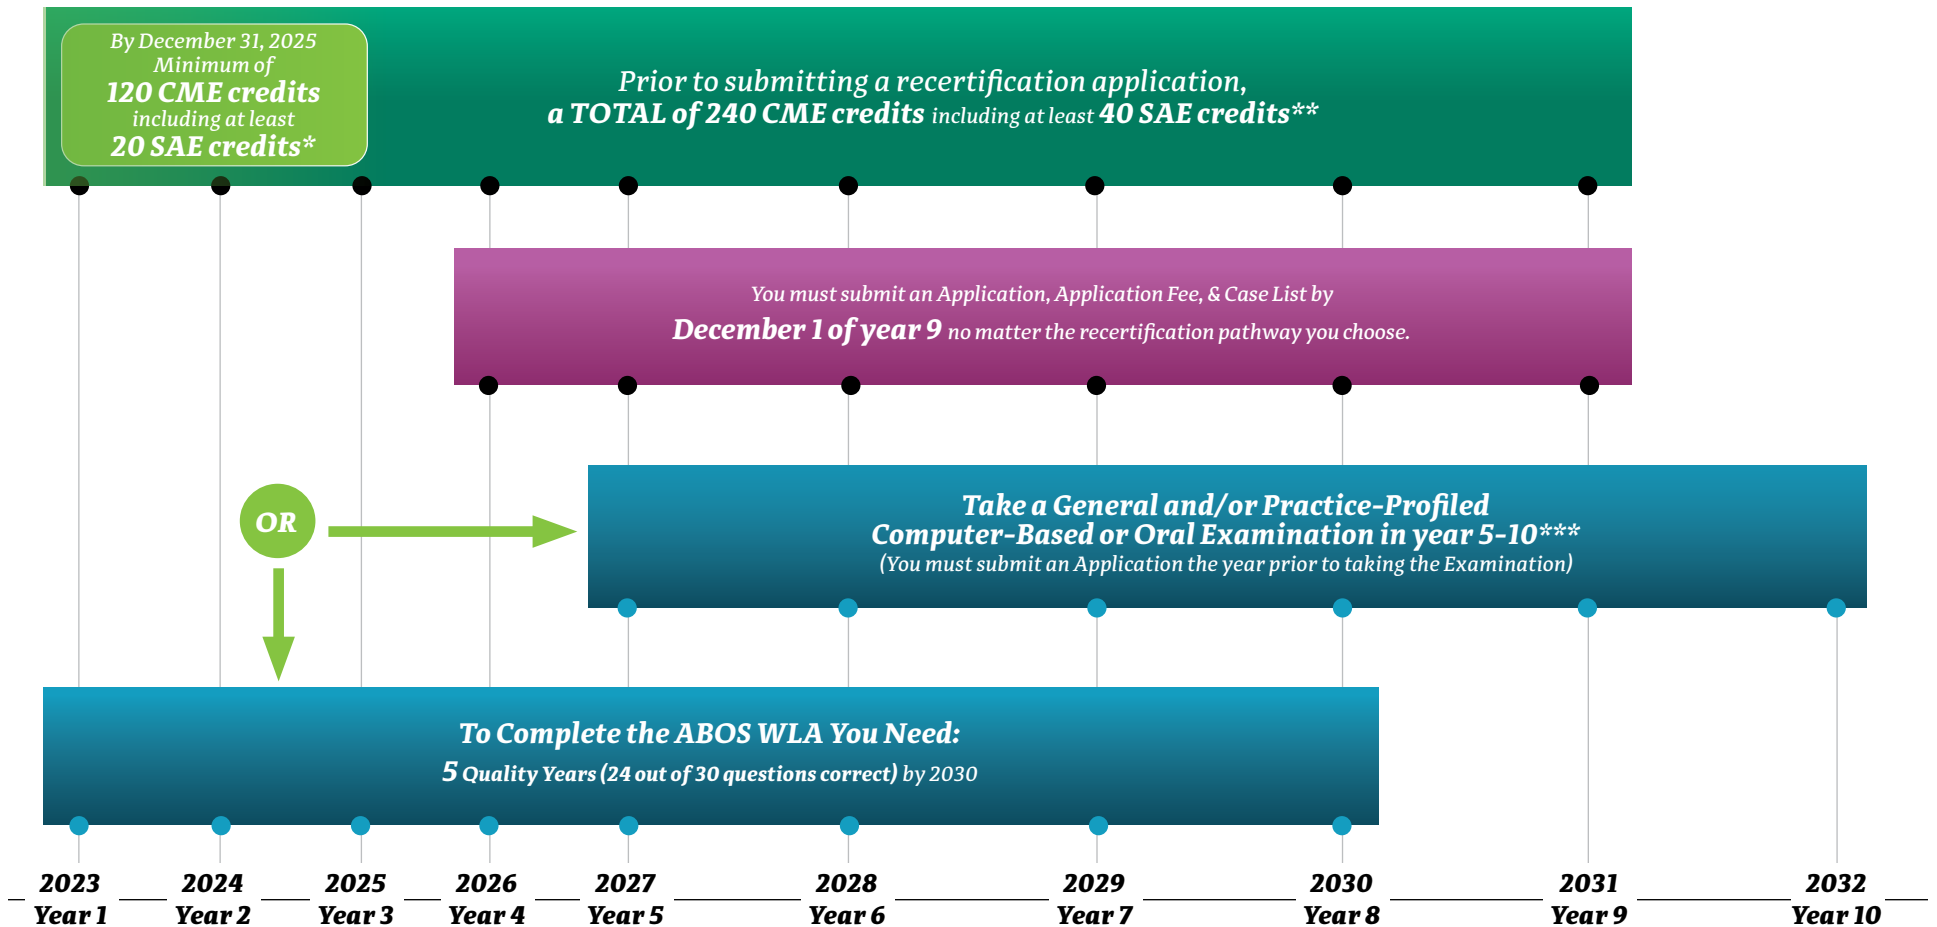 By December 31, 2025
Minimum of
120 CME credits
including at least
20 SAE credits*
Prior to submitting a recertification application,
a TOTAL of 240 CME credits including at least 40 SAE credits**
You must submit an Application, Application Fee, & Case List by
December 1 of year 9 no matter the recertification pathway you choose.
OR
Take a General and/or Practice-Profiled
Computer-Based or Oral Examination in year 5-10***
(You must submit an Application the year prior to taking the Examination)
To Complete the ABOS WLA You Need:
5 Quality Years (24 out of 30 questions correct) by 2030
2023 2024 2025 2026 2027 2028 2029 2030 2031 2032
Year 1 Year 2 Year 3 Year 4 Year 5 Year 6 Year 7 Year 8 Year 9 Year 10